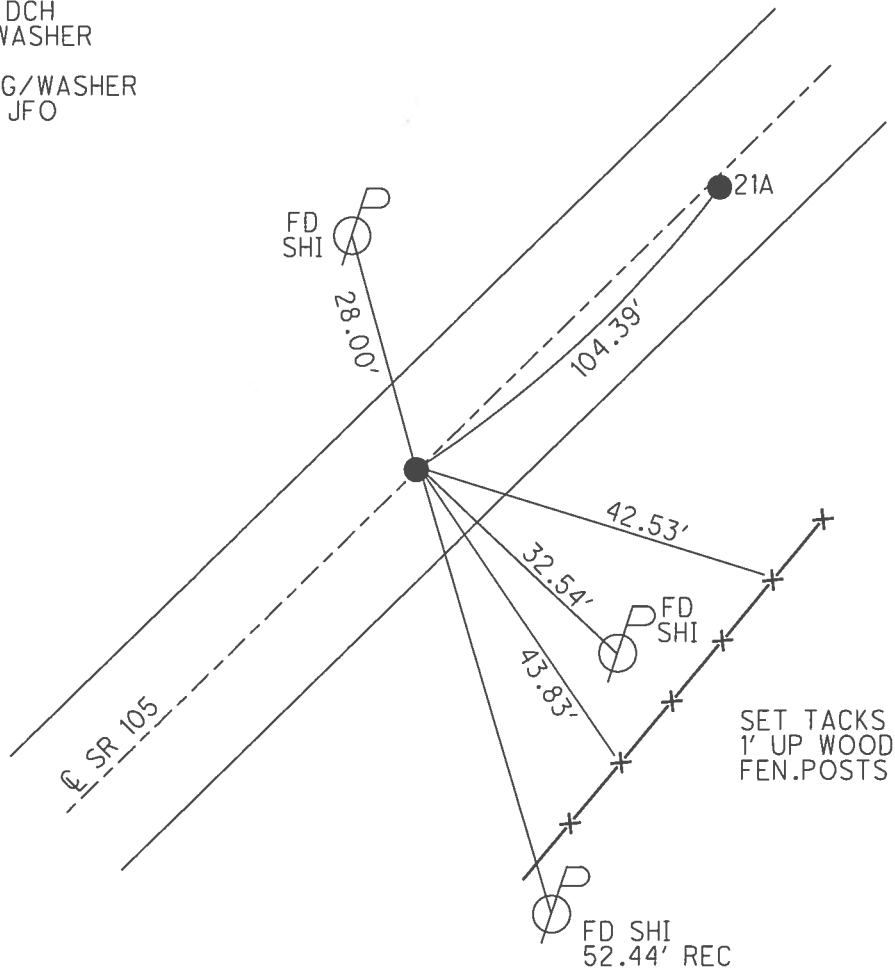 DCH
WASHER
G/WASHER
JFO
21A
FD
SHI
28.00'
104.39'
42.53'
32.54'
FD
SHI
43.83'
SET TACKS
1' UP WOOD
FEN.POSTS
℄ SR 105
FD SHI
52.44' REC